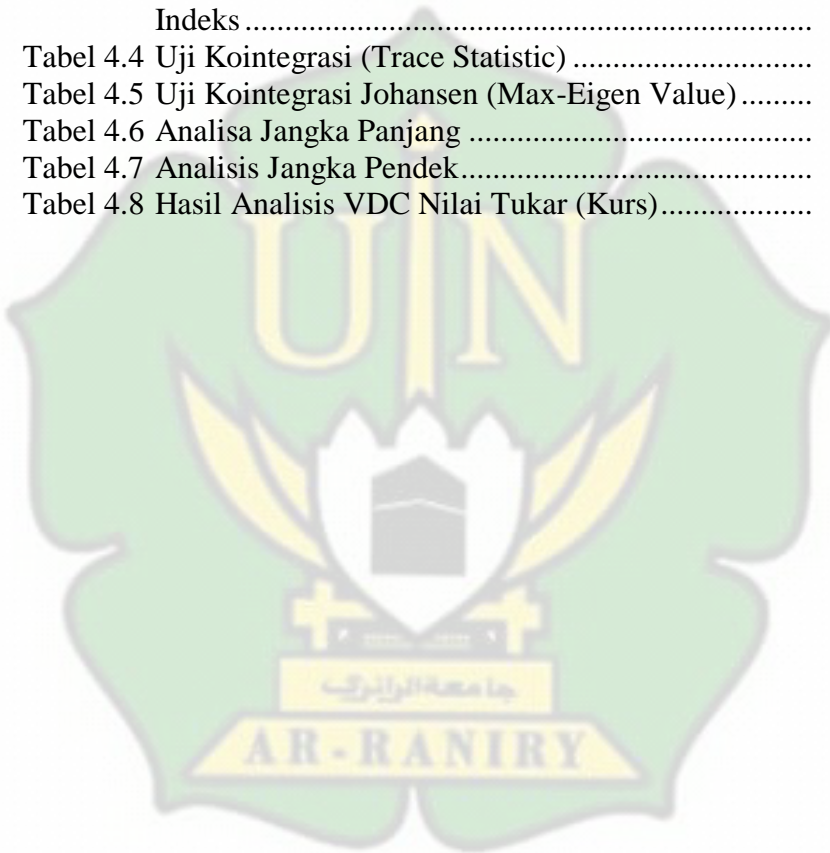 Indeks ........................................................................
Tabel 4.4 Uji Kointegrasi (Trace Statistic) ..............................
Tabel 4.5 Uji Kointegrasi Johansen (Max-Eigen Value) .........
Tabel 4.6 Analisa Jangka Panjang ...........................................
Tabel 4.7 Analisis Jangka Pendek............................................
Tabel 4.8 Hasil Analisis VDC Nilai Tukar (Kurs)...................
UIN
جامعة الرانري
AR-RANIRY